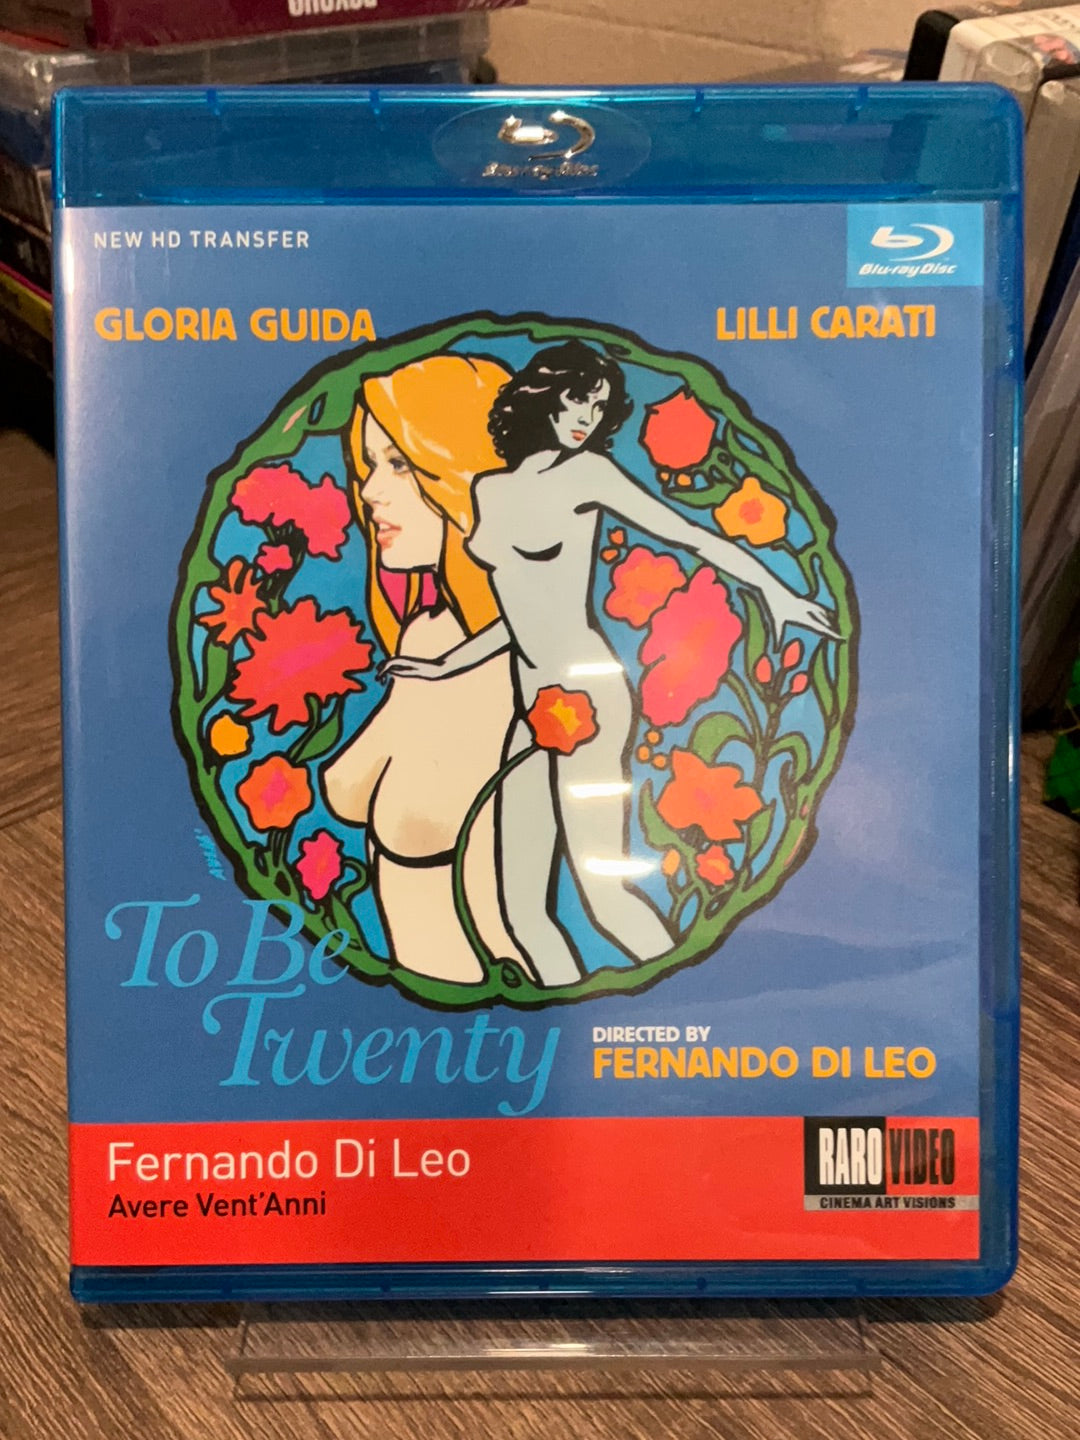 Blu-ray Disc
NEW HD TRANSFER
Blu-ray Disc
GLORIA GUIDA
LILLI CARATI
To Be
Twenty
DIRECTED BY
FERNANDO DI LEO
Fernando Di Leo
Avere Vent'Anni
RARO VIDEO
CINEMA ART VISIONS